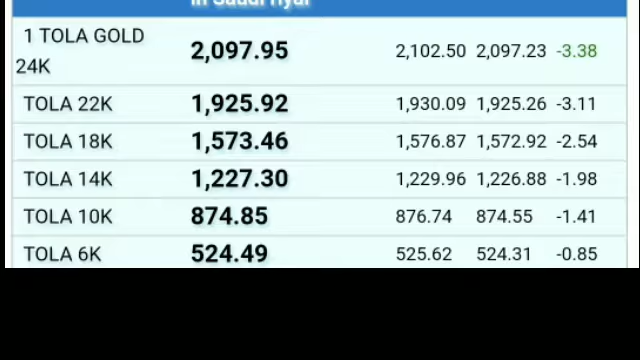 in Saudi riyal
1 TOLA GOLD 24K 2,097.95 2,102.50 2,097.23 -3.38
TOLA 22K 1,925.92 1,930.09 1,925.26 -3.11
TOLA 18K 1,573.46 1,576.87 1,572.92 -2.54
TOLA 14K 1,227.30 1,229.96 1,226.88 -1.98
TOLA 10K 874.85 876.74 874.55 -1.41
TOLA 6K 524.49 525.62 524.31 -0.85